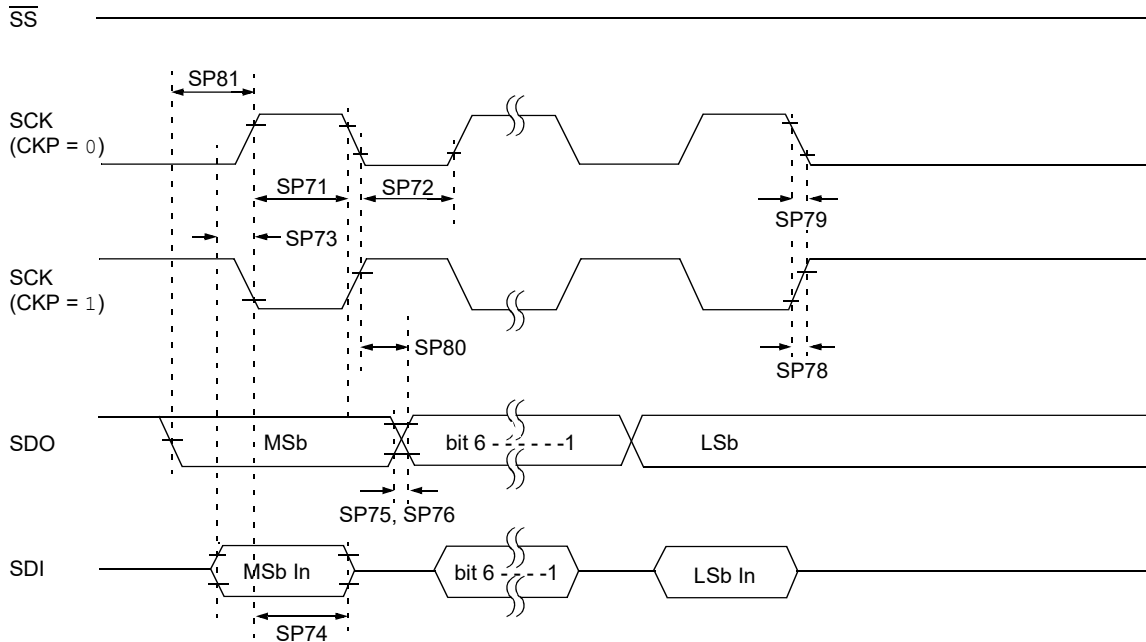 SS
SP81
SCK
(CKP = 0)
SP71
SP72
SP79
SP73
SCK
(CKP = 1)
SP80
SP78
SDO
MSb
bit 6 - - - - - - -1
LSb
SP75, SP76
SDI
MSb In
bit 6 - - - - -1
LSb In
SP74